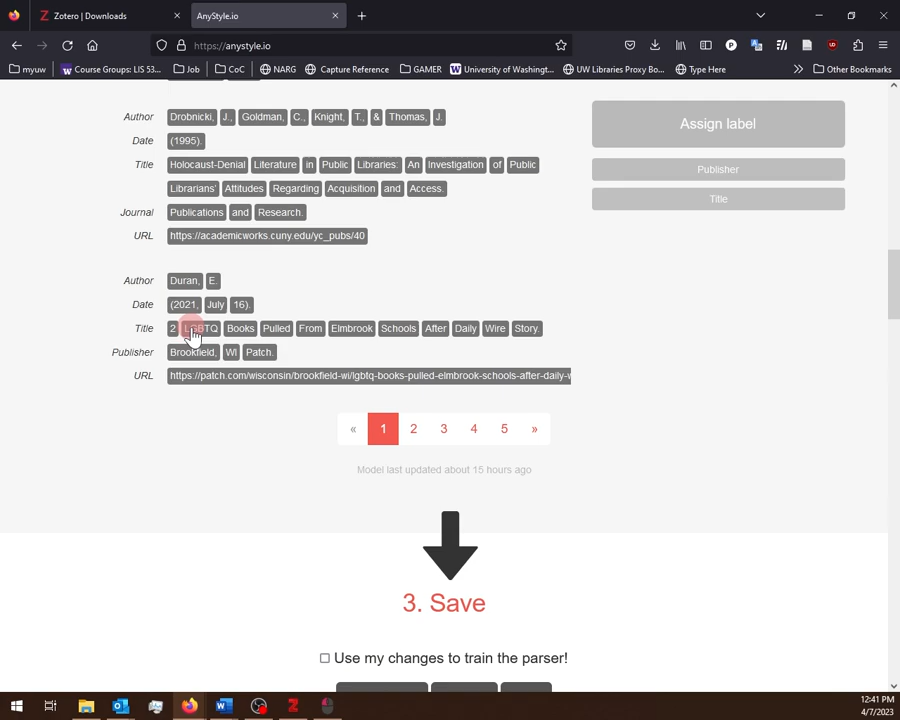 Zotero | Downloads
AnyStyle.io
https://anystyle.io
myuw
Course Groups: LIS 53...
Job
CoC
NARG
Capture Reference
GAMER
University of Washingt...
UW Libraries Proxy Bo...
Type Here
Other Bookmarks
Author Drobnicki, J., Goldman, C., Knight, T., & Thomas, J.
Date (1995).
Title Holocaust-Denial Literature in Public Libraries: An Investigation of Public
Librarians' Attitudes Regarding Acquisition and Access.
Journal Publications and Research.
URL https://academicworks.cuny.edu/yc_pubs/40
Assign label
Publisher
Title
Author Duran, E.
Date (2021, July 16).
Title 2 LGBTQ Books Pulled From Elmbrook Schools After Daily Wire Story.
Publisher Brookfield, WI Patch.
URL https://patch.com/wisconsin/brookfield-wi/lgbtq-books-pulled-elmbrook-schools-after-daily-w
« 1 2 3 4 5 »
Model last updated about 15 hours ago
3. Save
Use my changes to train the parser!
12:41 PM
4/7/2023